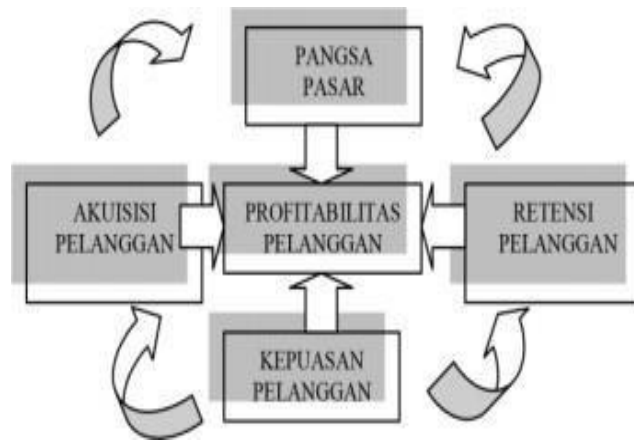 PANGSA
PASAR
AKUISISI
PELANGGAN
PROFITABILITAS
PELANGGAN
RETENSI
PELANGGAN
KEPUASAN
PELANGGAN